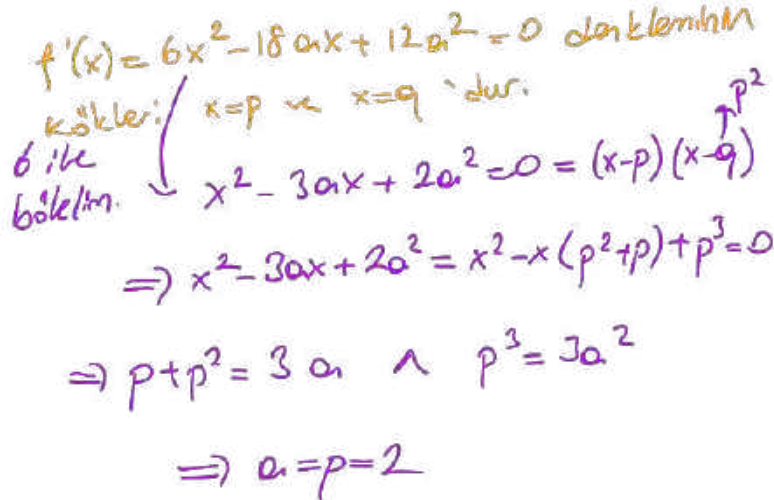 f'(x) = 6x² - 18ax + 12a² = 0 denkleminin
kökleri x=p ve x=q 'dur.
6 ile
bölelim.
p²
x² - 3ax + 2a² = 0 = (x-p)(x-q)
⇒ x² - 3ax + 2a² = x² - x(p²+p) + p³ = 0
⇒ p + p² = 3a ∧ p³ = 3a²
⇒ a = p = 2